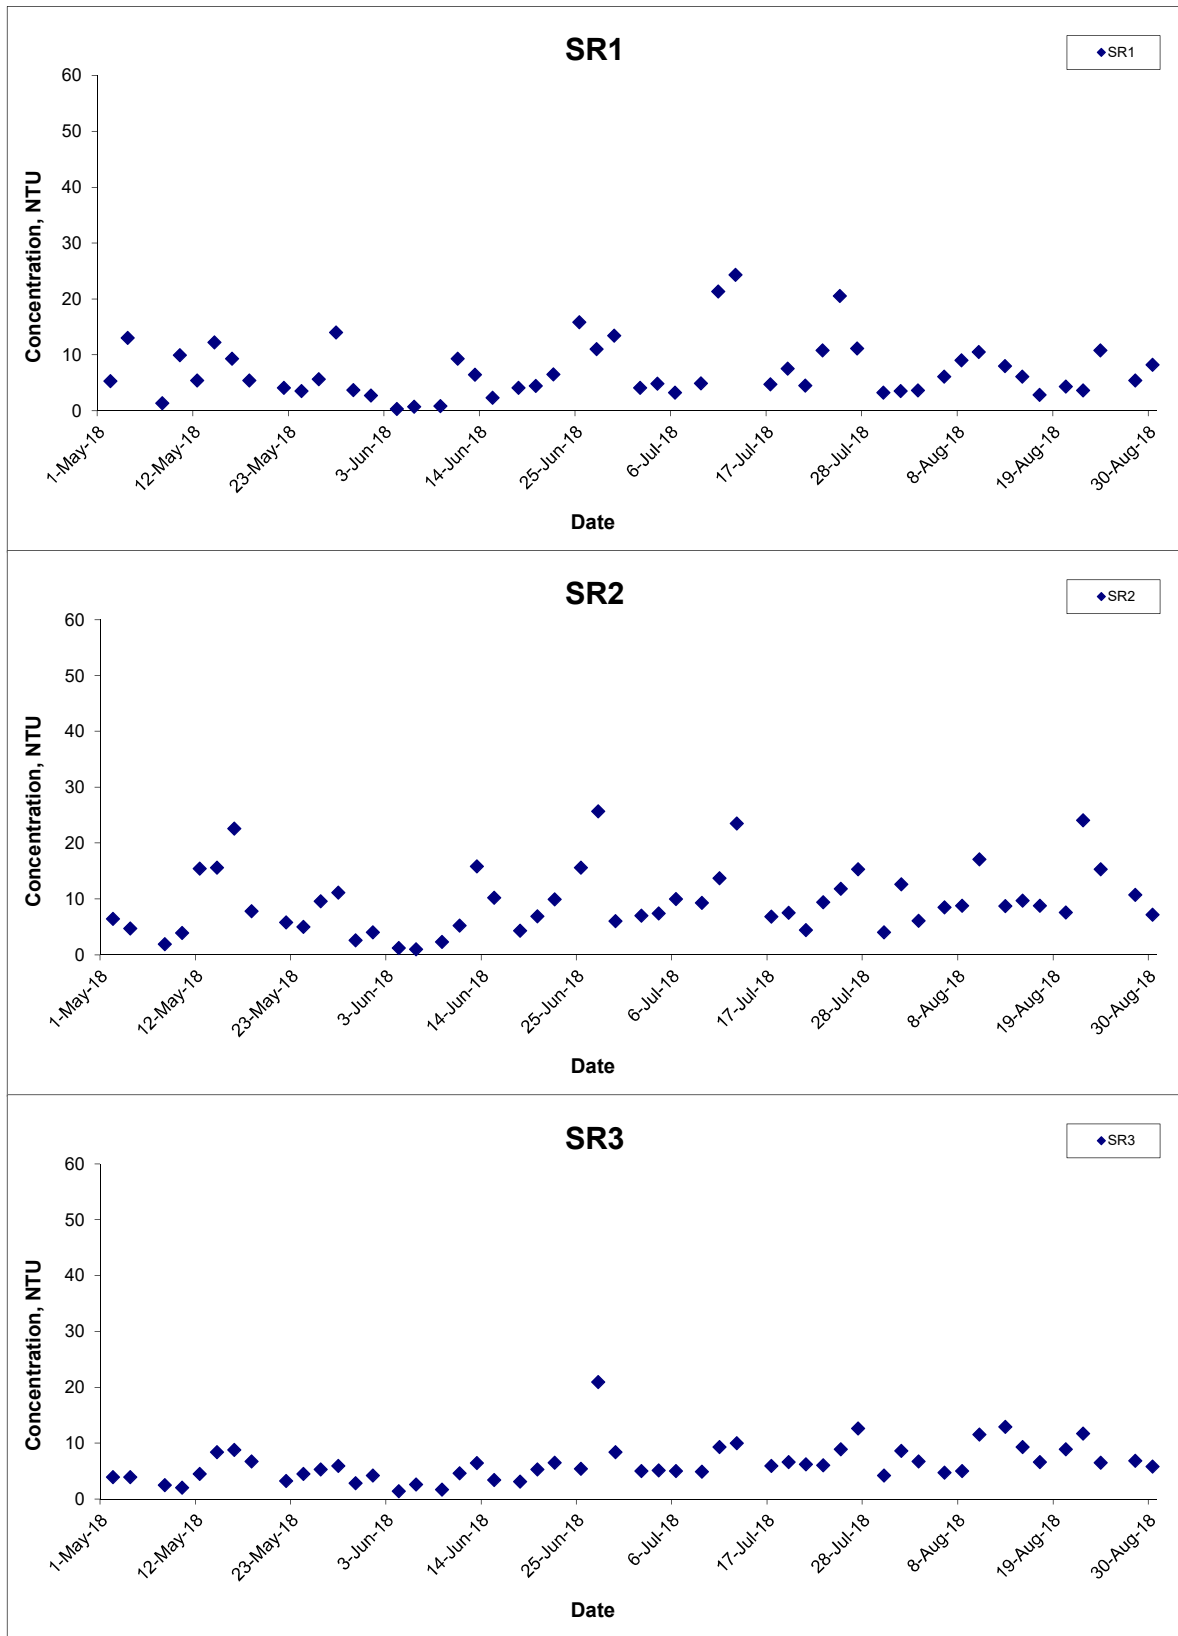 SR1
SR1
60
50
40
30
20
10
0
Concentration, NTU
1-May-18
12-May-18
23-May-18
3-Jun-18
14-Jun-18
25-Jun-18
6-Jul-18
17-Jul-18
28-Jul-18
8-Aug-18
19-Aug-18
30-Aug-18
Date
SR2
SR2
60
50
40
30
20
10
0
Concentration, NTU
1-May-18
12-May-18
23-May-18
3-Jun-18
14-Jun-18
25-Jun-18
6-Jul-18
17-Jul-18
28-Jul-18
8-Aug-18
19-Aug-18
30-Aug-18
Date
SR3
SR3
60
50
40
30
20
10
0
Concentration, NTU
1-May-18
12-May-18
23-May-18
3-Jun-18
14-Jun-18
25-Jun-18
6-Jul-18
17-Jul-18
28-Jul-18
8-Aug-18
19-Aug-18
30-Aug-18
Date